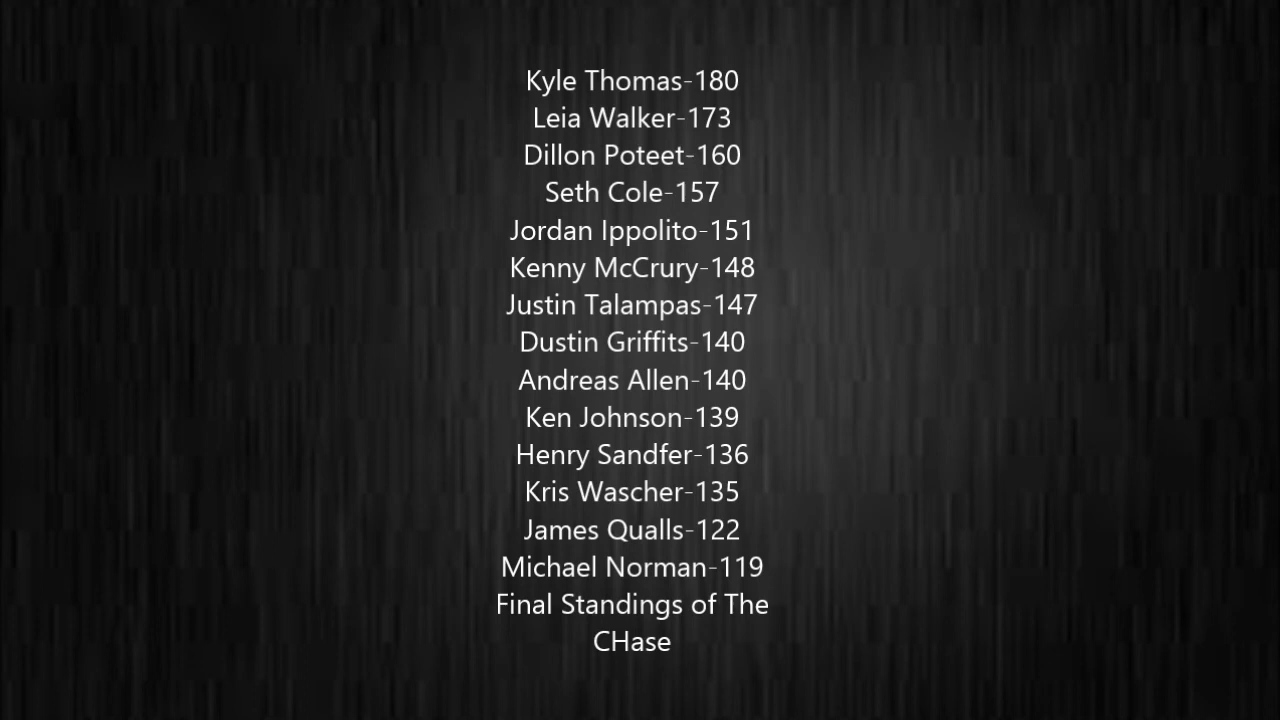 Kyle Thomas-180
Leia Walker-173
Dillon Poteet-160
Seth Cole-157
Jordan Ippolito-151
Kenny McCrury-148
Justin Talampas-147
Dustin Griffits-140
Andreas Allen-140
Ken Johnson-139
Henry Sandfer-136
Kris Wascher-135
James Qualls-122
Michael Norman-119
Final Standings of The
CHase